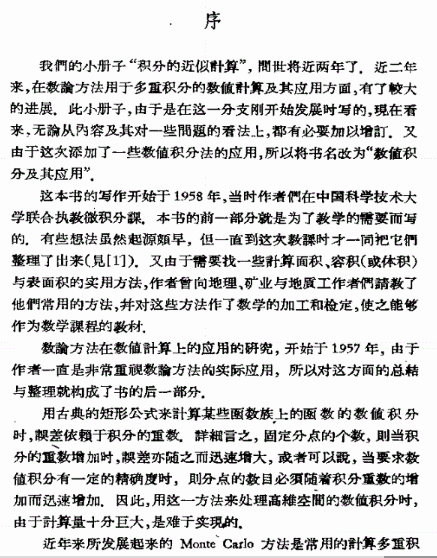 序
我們的小册子“积分的近似計算”，問世将近两年了．近二年
来，在数論方法用于多重积分的数値計算及其应用方面，有了較大
的进展．此小册子，由于是在这一分支刚开始发展时写的，現在看
来，无論从內容及其对一些問題的看法上，都有必要加以增訂．又
由于这次添加了一些数値积分法的应用，所以将书名改为“数値积
分及其应用”．
这本书的写作开始于 1958 年，当时作者們在中国科学技术大
学联合执教微积分課．本书的前一部分就是为了教学的需要而写
的．有些想法虽然起源頗早，但一直到这次教課时才一同把它們
整理了出来(見[1])．又由于需要找一些計算面积、容积(或体积)
与表面积的实用方法，作者曾向地理、矿业与地質工作者們請教了
他們常用的方法，幷对这些方法作了数学的加工和检定，使之能够
作为教学課程的教材．
数論方法在数値計算上的应用的研究，开始于 1957 年，由于
作者一直是非常重視数論方法的实际应用，所以对这方面的总結
与整理就构成了书的后一部分．
用古典的矩形公式来計算某些函数族上的函数的数値积分
时，誤差依賴于积分的重数．詳細言之，固定分点的个数，則当积
分的重数增加时，誤差亦随之而迅速增大，或者可以說，当要求数
値积分有一定的精确度时，則分点的数目必須随着积分重数的增
加而迅速增加．因此，用这一方法来处理高維空間的数値积分时，
由于計算量十分巨大，是难于实現的．
近年来所发展起来的 Monte Carlo 方法是常用的計算多重积